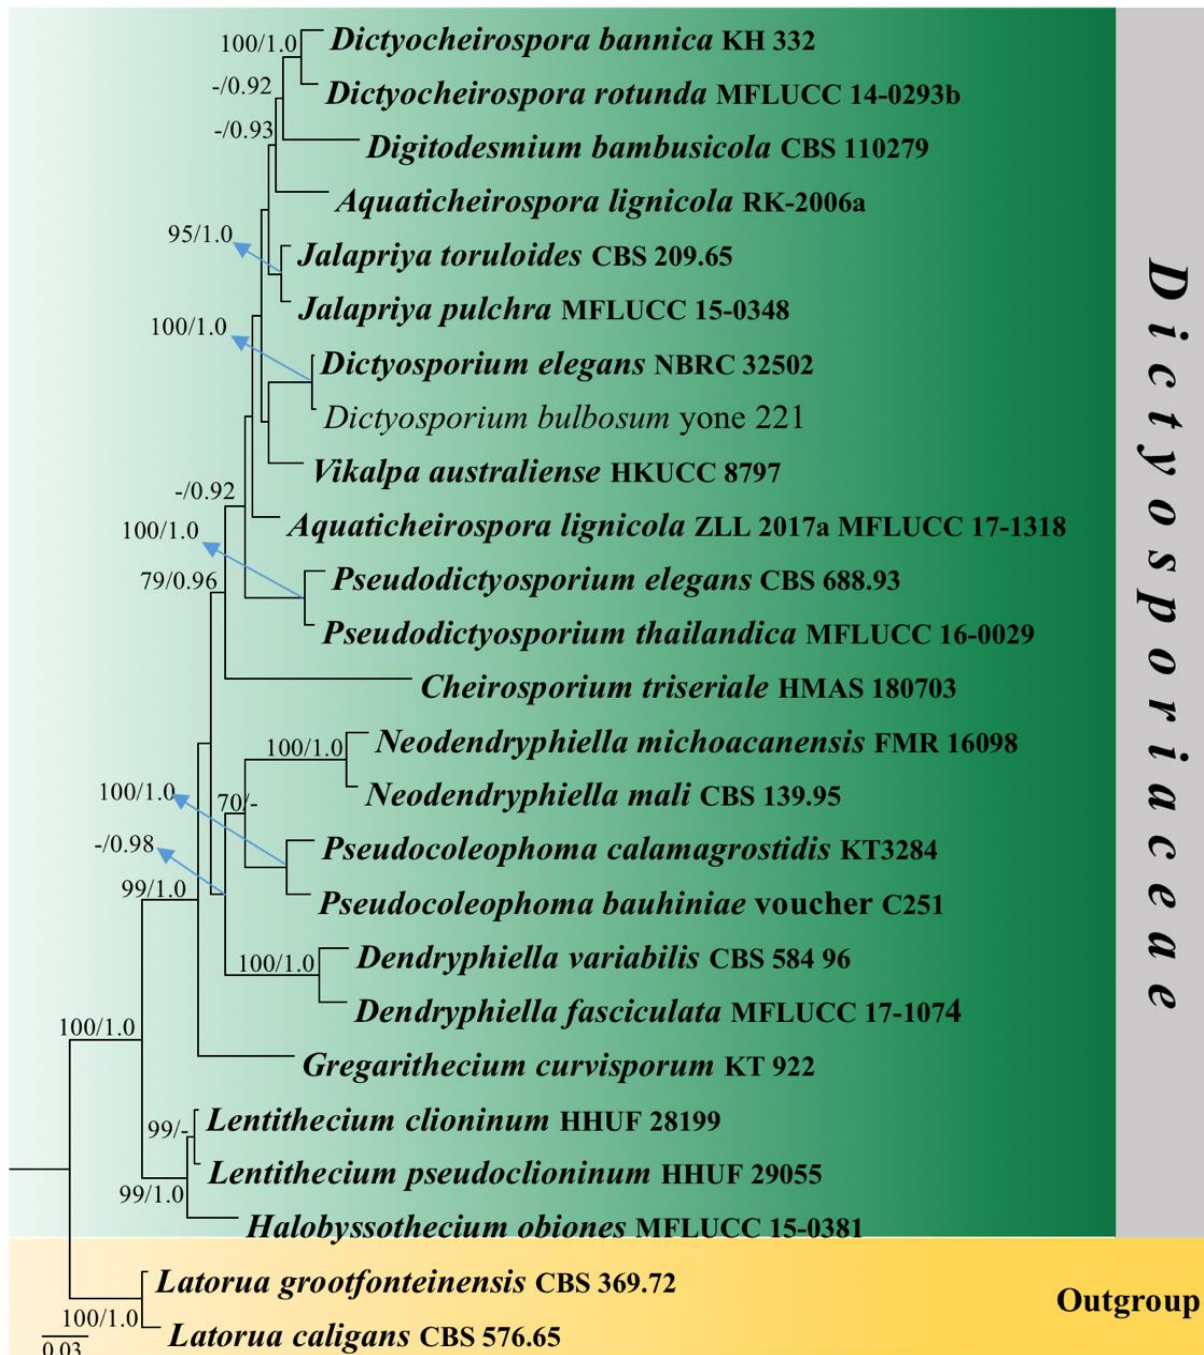 100/1.0
Dictyocheirospora bannica KH 332
-/0.92
Dictyocheirospora rotunda MFLUCC 14-0293b
-/0.93
Digitodesmium bambusicola CBS 110279
Aquaticheirospora lignicola RK-2006a
95/1.0
Jalapriya toruloides CBS 209.65
Jalapriya pulchra MFLUCC 15-0348
100/1.0
Dictyosporium elegans NBRC 32502
Dictyosporium bulbosum yone 221
Vikalpa australiense HKUCC 8797
-/0.92
Aquaticheirospora lignicola ZLL 2017a MFLUCC 17-1318
100/1.0
Pseudodictyosporium elegans CBS 688.93
79/0.96
Pseudodictyosporium thailandica MFLUCC 16-0029
Cheirosporium triseriale HMAS 180703
100/1.0
Neodendryphiella michoacanensis FMR 16098
100/1.0
70/-
Neodendryphiella mali CBS 139.95
-/0.98
Pseudocoleophoma calamagrostidis KT3284
99/1.0
Pseudocoleophoma bauhiniae voucher C251
100/1.0
Dendryphiella variabilis CBS 584 96
Dendryphiella fasciculata MFLUCC 17-1074
100/1.0
Gregarithecium curvisporum KT 922
Lentithecium clioninum HHUF 28199
99/-
Lentithecium pseudoclioninum HHUF 29055
99/1.0
Halobyssothecium obiones MFLUCC 15-0381
Latorua grootfonteinensis CBS 369.72
100/1.0
Latorua caligans CBS 576.65
0.03
Dictyosporiaceae
Outgroup